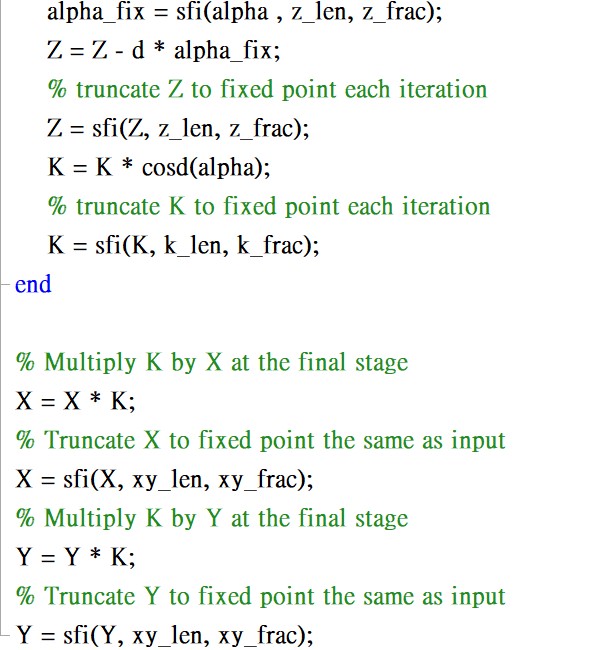 alpha_fix = sfi(alpha , z_len, z_frac);
Z = Z - d * alpha_fix;
% truncate Z to fixed point each iteration
Z = sfi(Z, z_len, z_frac);
K = K * cosd(alpha);
% truncate K to fixed point each iteration
K = sfi(K, k_len, k_frac);
end
% Multiply K by X at the final stage
X = X * K;
% Truncate X to fixed point the same as input
X = sfi(X, xy_len, xy_frac);
% Multiply K by Y at the final stage
Y = Y * K;
% Truncate Y to fixed point the same as input
Y = sfi(Y, xy_len, xy_frac);